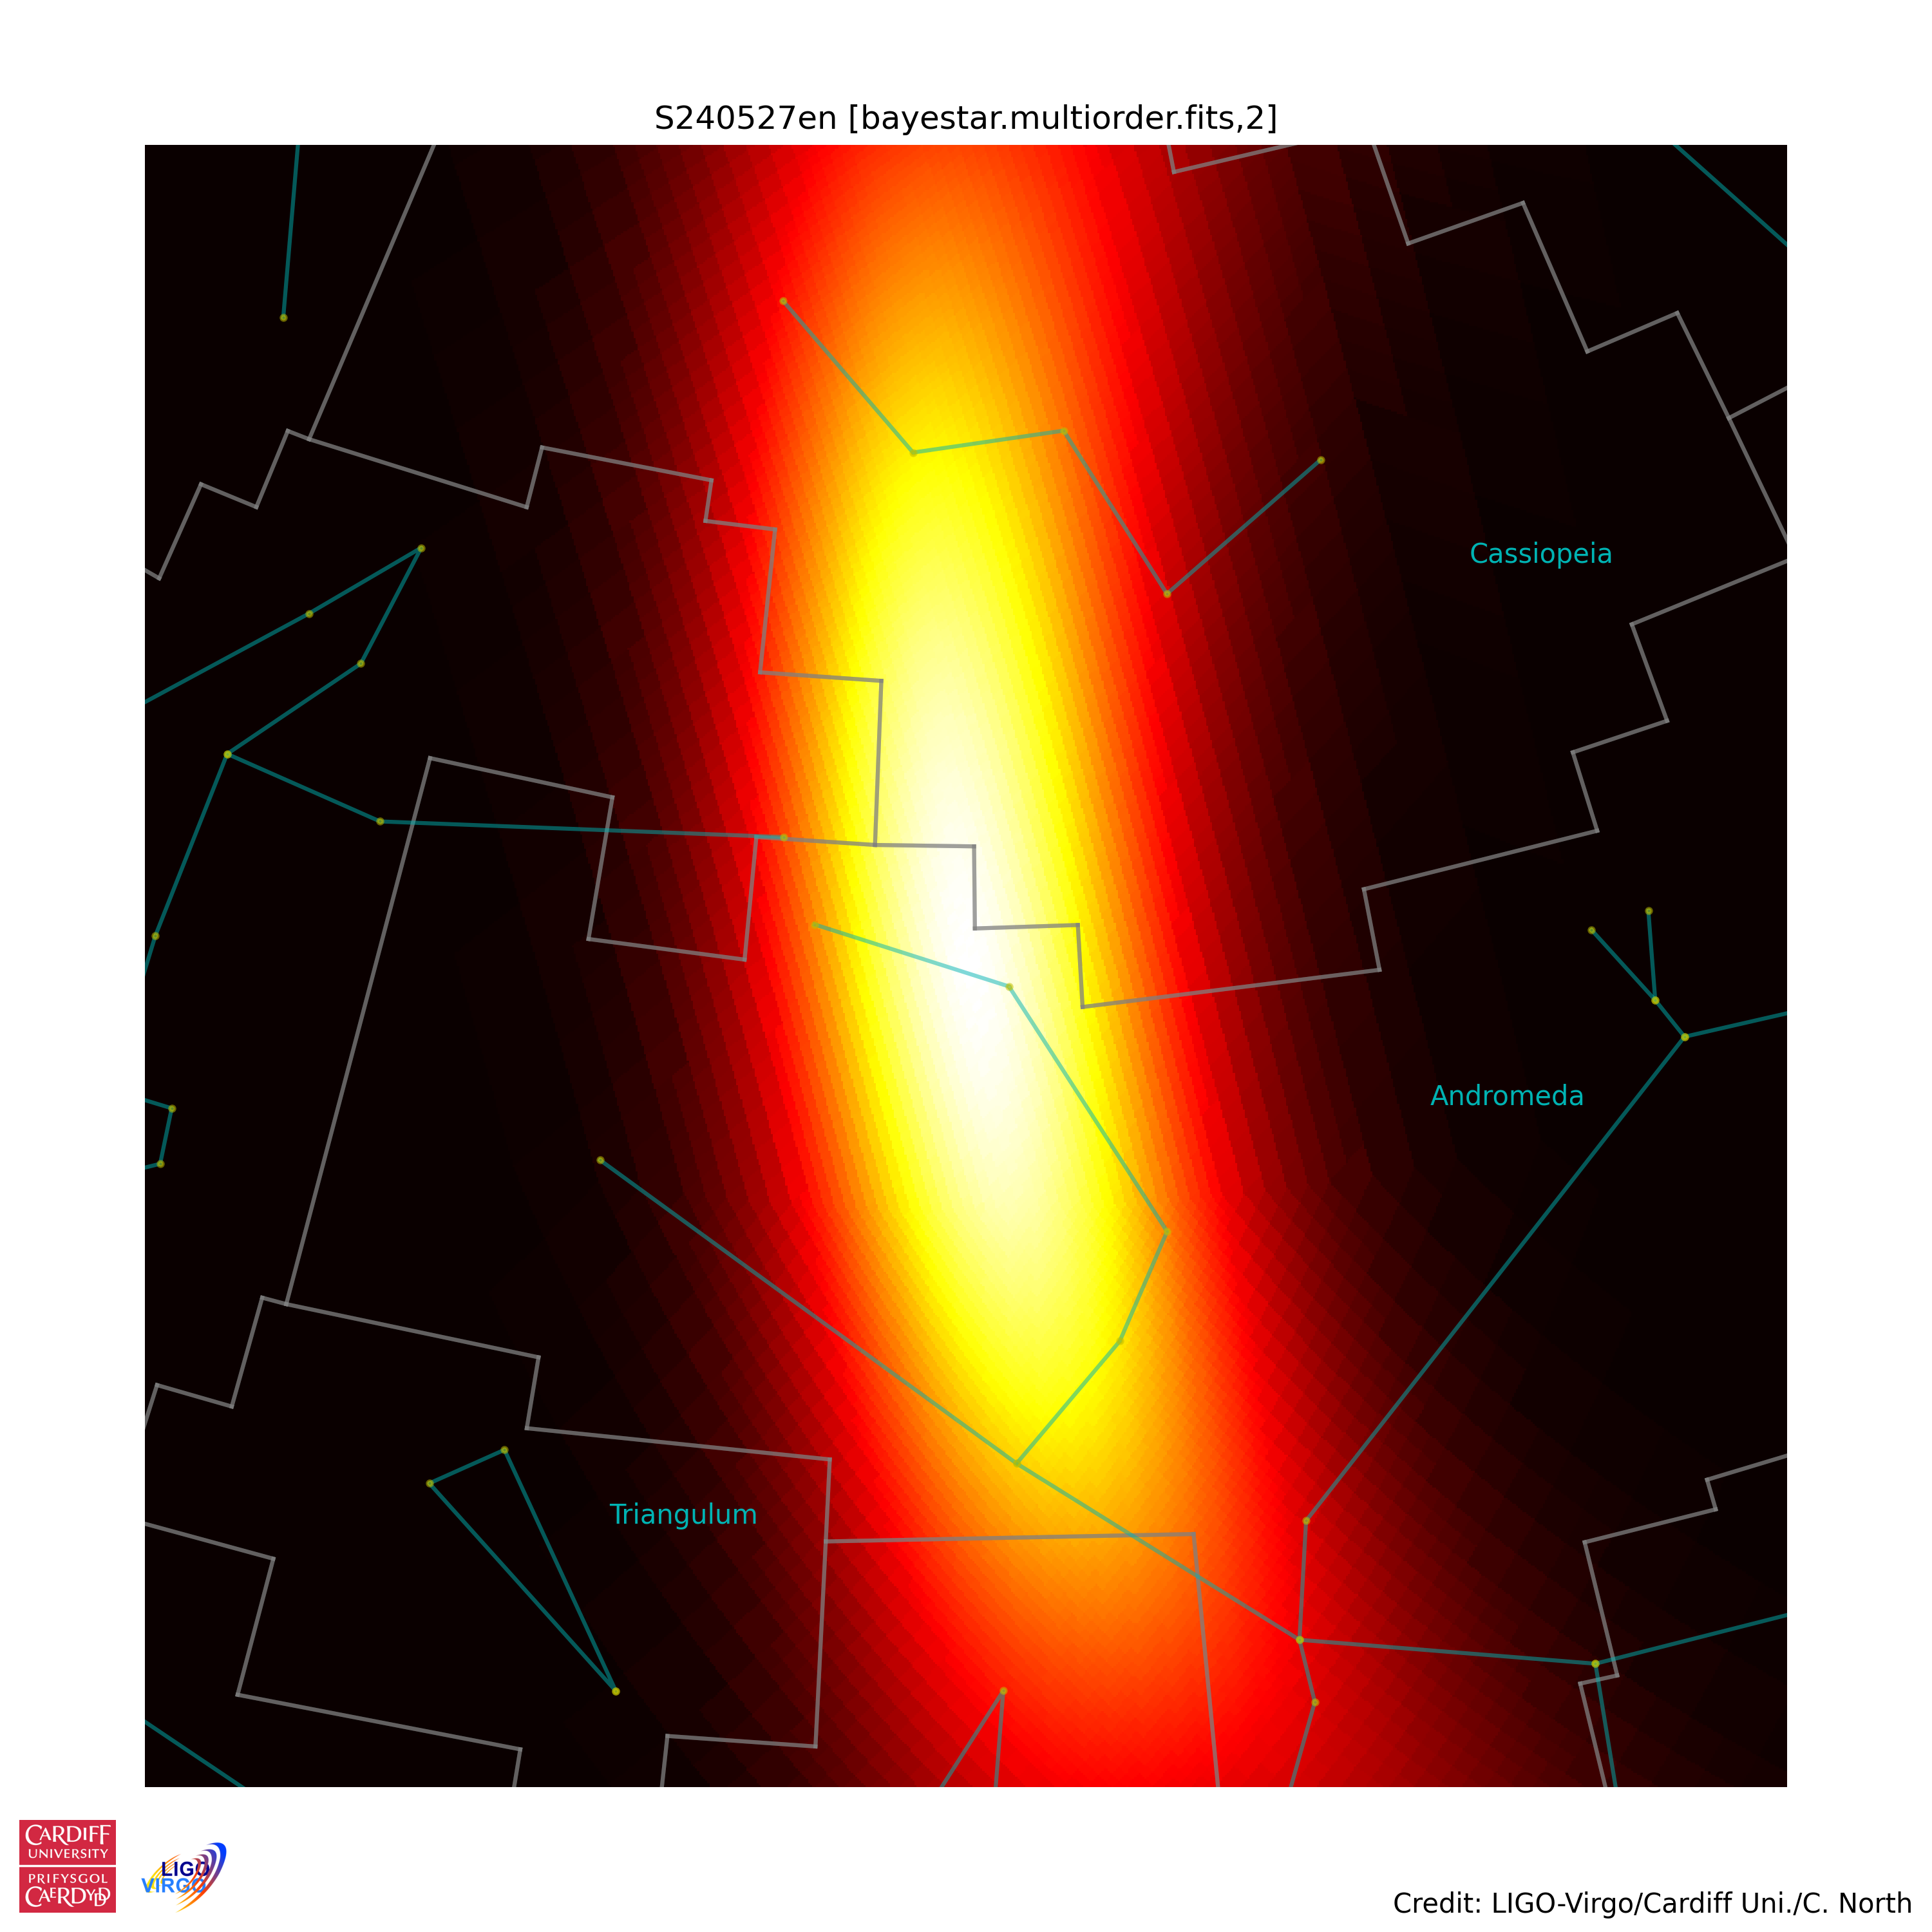 S240527en [bayestar.multiorder.fits,2]
Cassiopeia
Andromeda
Triangulum
CARDIFF
UNIVERSITY
PRIFYSGOL
CAERDYDD
LIGO
VIRGO
Credit: LIGO-Virgo/Cardiff Uni./C. North